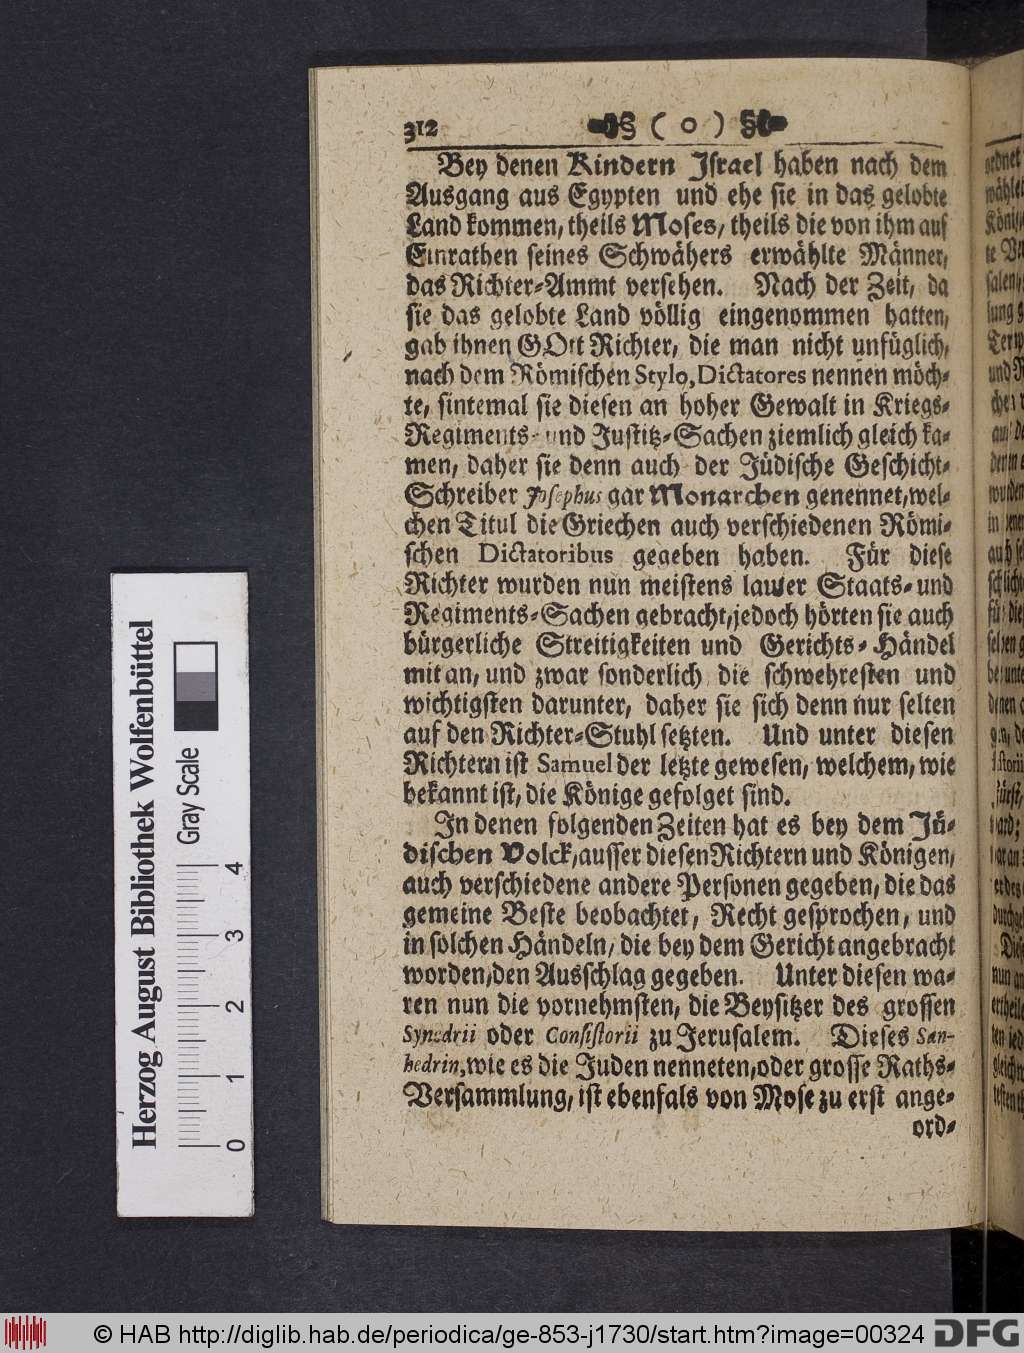 312 ( o )
Bey denen Kindern Iſrael haben nach dem
Ausgang aus Egypten und ehe ſie in das gelobte
Land kommen, theils Moſes, theils die von ihm auf
Einrathen ſeines Schwähers erwählte Männer,
das Richter-Ammt verſehen. Nach der Zeit, da
ſie das gelobte Land völlig eingenommen hatten,
gab ihnen GOtt Richter, die man nicht unfüglich,
nach dem Römiſchen Stylo, Dictatores nennen möch-
te, ſintemal ſie dieſen an hoher Gewalt in Kriegs-
Regiments- und Juſtitz-Sachen ziemlich gleich ka-
men, daher ſie denn auch der Jüdiſche Geſchicht-
Schreiber Joſephus gar Monarchen genennet, wel-
chen Titul die Griechen auch verſchiedenen Römi-
ſchen Dictatoribus gegeben haben. Für dieſe
Richter wurden nun meiſtens lauter Staats- und
Regiments-Sachen gebracht, jedoch hörten ſie auch
bürgerliche Streitigkeiten und Gerichts-Händel
mit an, und zwar ſonderlich die ſchwehreſten und
wichtigſten darunter, daher ſie ſich denn nur ſelten
auf den Richter-Stuhl ſetzten. Und unter dieſen
Richtern iſt Samuel der letzte geweſen, welchem, wie
bekannt iſt, die Könige gefolget ſind.
In denen folgenden Zeiten hat es bey dem Jü-
diſchen Volck, auſſer dieſen Richtern und Königen,
auch verſchiedene andere Perſonen gegeben, die das
gemeine Beſte beobachtet, Recht geſprochen, und
in ſolchen Händeln, die bey dem Gericht angebracht
worden, den Ausſchlag gegeben. Unter dieſen wa-
ren nun die vornehmſten, die Beyſitzer des groſſen
Synedrii oder Conſiſtorii zu Jeruſalem. Dieſes San-
hedrin, wie es die Juden nenneten, oder groſſe Raths-
Verſammlung, iſt ebenfals von Moſe zu erſt ange-
ord-
Herzog August Bibliothek Wolfenbüttel
Gray Scale
0 1 2 3 4
© HAB http://diglib.hab.de/periodica/ge-853-j1730/start.htm?image=00324 DFG